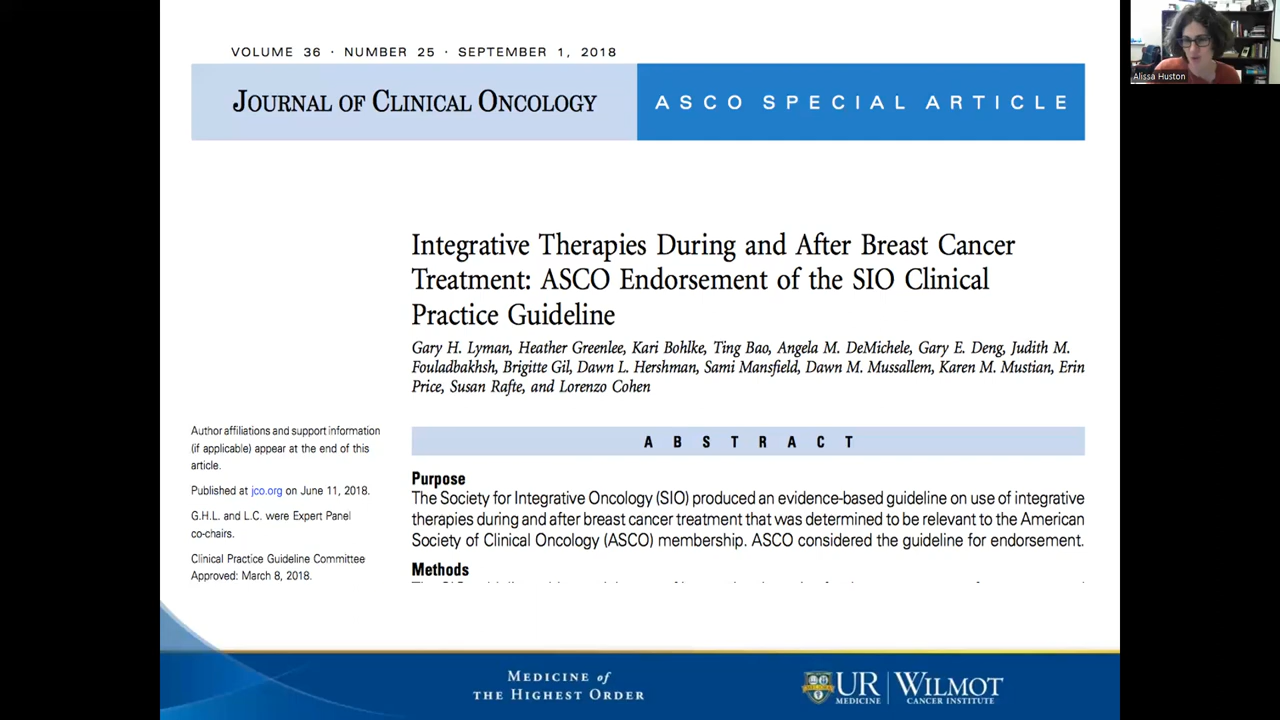 VOLUME 36 · NUMBER 25 · SEPTEMBER 1, 2018
JOURNAL OF CLINICAL ONCOLOGY
ASCO SPECIAL ARTICLE
Alissa Huston
Integrative Therapies During and After Breast Cancer
Treatment: ASCO Endorsement of the SIO Clinical
Practice Guideline
Gary H. Lyman, Heather Greenlee, Kari Bohlke, Ting Bao, Angela M. DeMichele, Gary E. Deng, Judith M.
Fouladbakhsh, Brigitte Gil, Dawn L. Hershman, Sami Mansfield, Dawn M. Mussallem, Karen M. Mustian, Erin
Price, Susan Rafte, and Lorenzo Cohen
Author affiliations and support information
(if applicable) appear at the end of this
article.
Published at jco.org on June 11, 2018.
G.H.L. and L.C. were Expert Panel
co-chairs.
Clinical Practice Guideline Committee
Approved: March 8, 2018.
ABSTRACT
Purpose
The Society for Integrative Oncology (SIO) produced an evidence-based guideline on use of integrative
therapies during and after breast cancer treatment that was determined to be relevant to the American
Society of Clinical Oncology (ASCO) membership. ASCO considered the guideline for endorsement.
Methods
MEDICINE of
THE HIGHEST ORDER
UR
MEDICINE
WILMOT
CANCER INSTITUTE